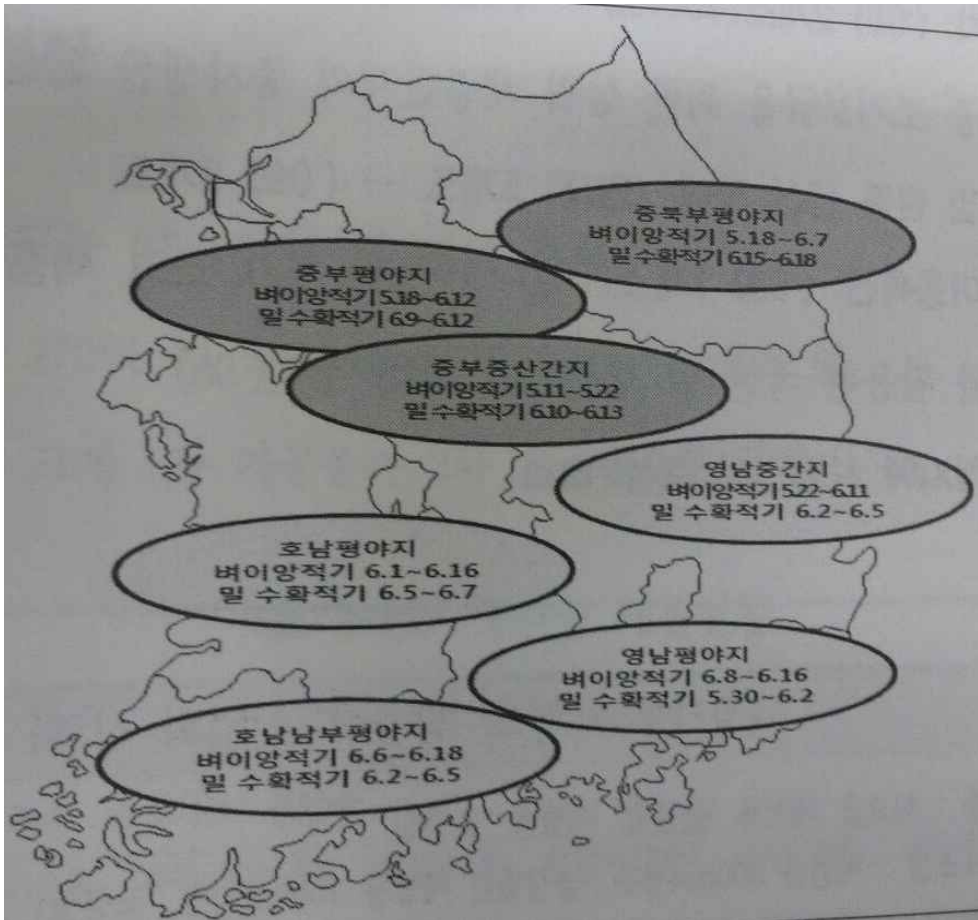 중북부평야지
벼이앙적기 5.18~6.7
밀 수확적기 6.15~6.18
중부평야지
벼이앙적기 5.18~6.12
밀 수확적기 6.9~6.12
중부중산간지
벼이앙적기 5.11~5.22
밀 수확적기 6.10~6.13
영남중간지
벼이앙적기 5.22~6.11
밀 수확적기 6.2~6.5
호남평야지
벼이앙적기 6.1~6.16
밀 수확적기 6.5~6.7
영남평야지
벼이앙적기 6.8~6.16
밀 수확적기 5.30~6.2
호남남부평야지
벼이앙적기 6.6~6.18
밀 수확적기 6.2~6.5